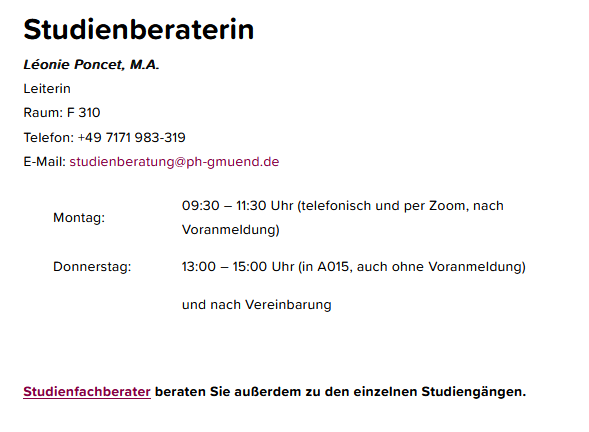 Studienberaterin
Léonie Poncet, M.A.
Leiterin
Raum: F 310
Telefon: +49 7171 983-319
E-Mail: studienberatung@ph-gmuend.de
Montag: 09:30 – 11:30 Uhr (telefonisch und per Zoom, nach
Voranmeldung)
Donnerstag: 13:00 – 15:00 Uhr (in A015, auch ohne Voranmeldung)
und nach Vereinbarung
Studienfachberater beraten Sie außerdem zu den einzelnen Studiengängen.